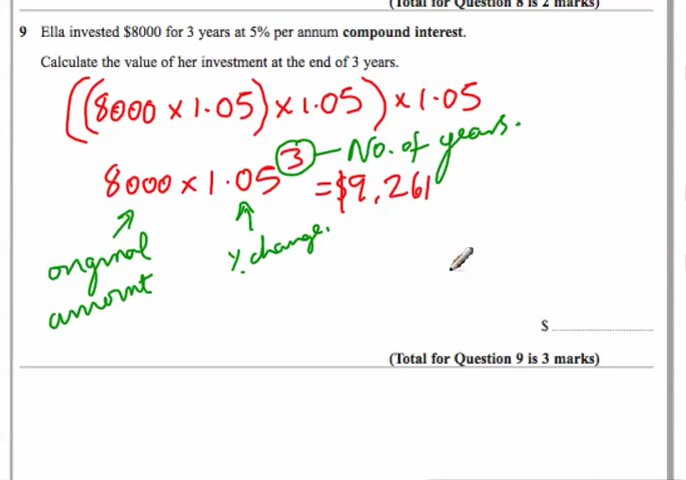 (Total for Question 8 is 2 marks)
9 Ella invested $8000 for 3 years at 5% per annum compound interest.
Calculate the value of her investment at the end of 3 years.
((8000 × 1.05) × 1.05) × 1.05
8000 × 1.05³ = $9,261
No. of years.
original amount
% change.
$
(Total for Question 9 is 3 marks)